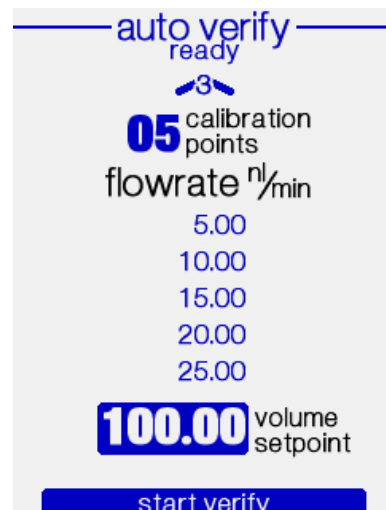 auto verify
ready
3
05 calibration points
flowrate nl/min
5.00
10.00
15.00
20.00
25.00
100.00 volume setpoint
start verify